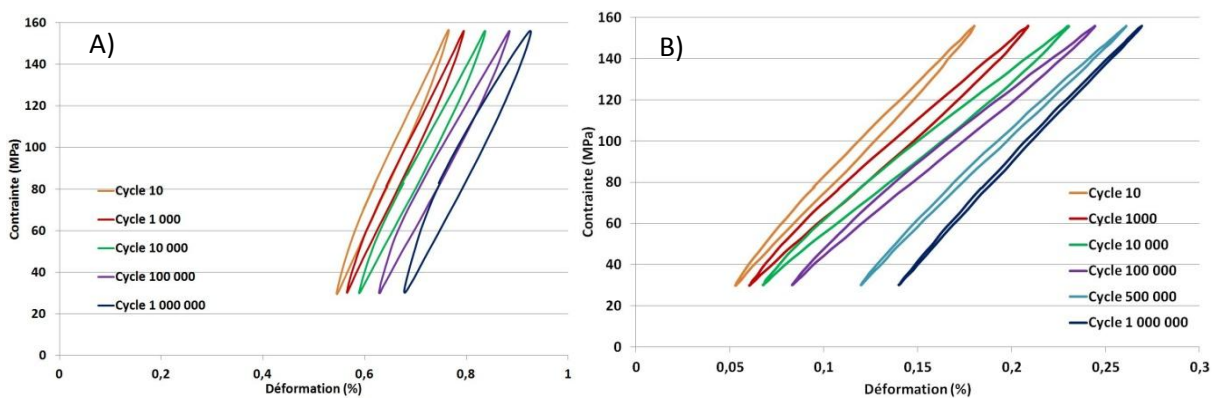 A)
Contrainte (MPa)
160
140
120
100
80
60
40
20
0
0
0,2
0,4
0,6
0,8
1
Déformation (%)
Cycle 10
Cycle 1 000
Cycle 10 000
Cycle 100 000
Cycle 1 000 000
B)
Contrainte (MPa)
160
140
120
100
80
60
40
20
0
0
0,05
0,1
0,15
0,2
0,25
0,3
Déformation (%)
Cycle 10
Cycle 1000
Cycle 10 000
Cycle 100 000
Cycle 500 000
Cycle 1 000 000